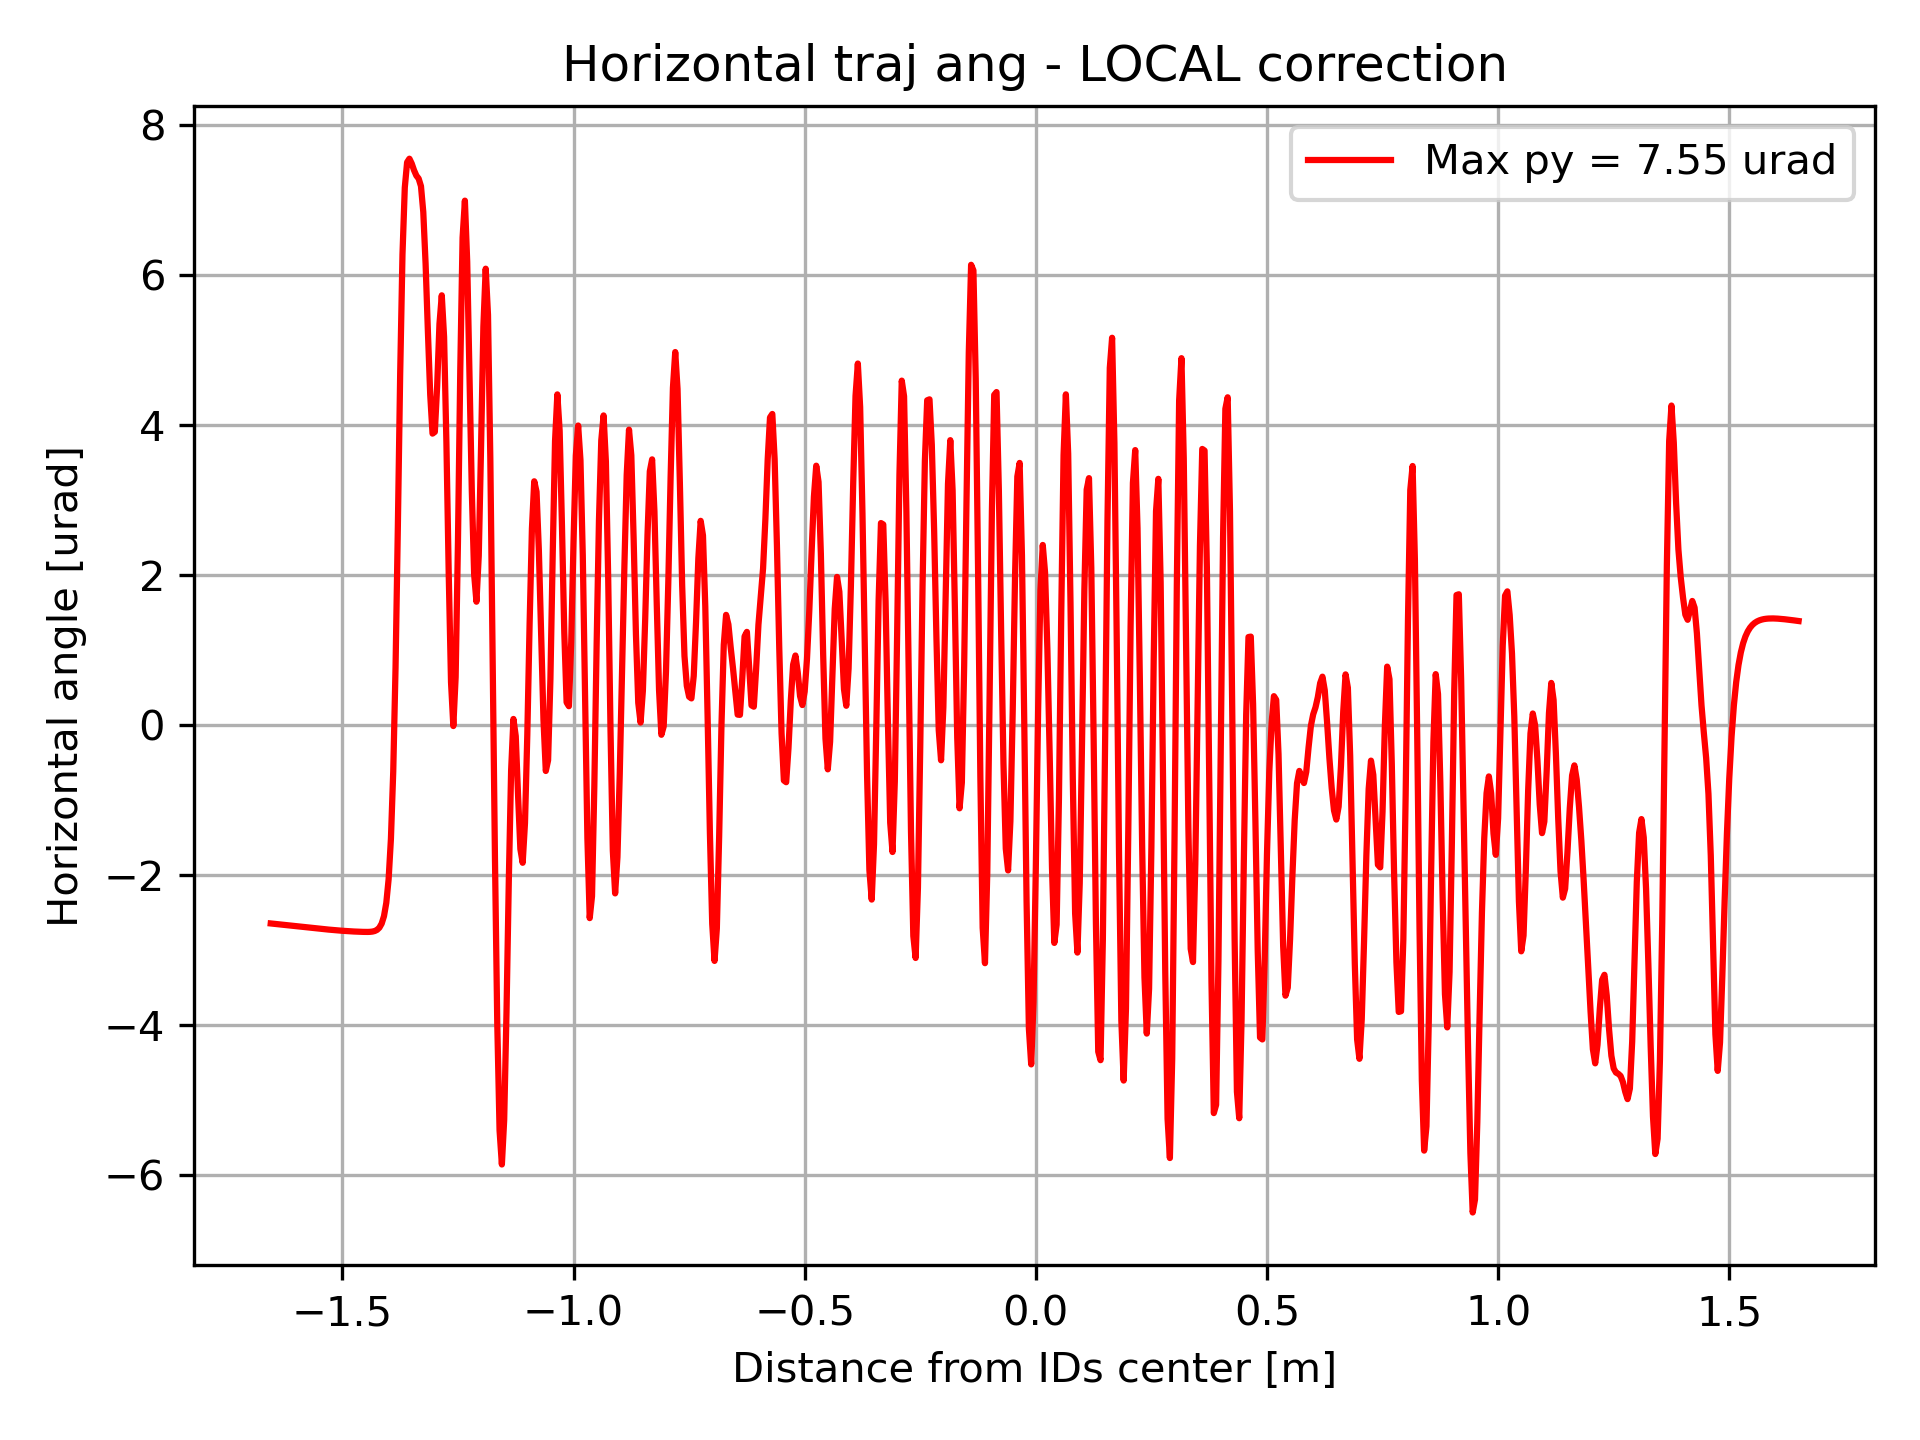 Horizontal traj ang - LOCAL correction
Max py = 7.55 urad
Horizontal angle [urad]
8
6
4
2
0
−2
−4
−6
−1.5 −1.0 −0.5 0.0 0.5 1.0 1.5
Distance from IDs center [m]